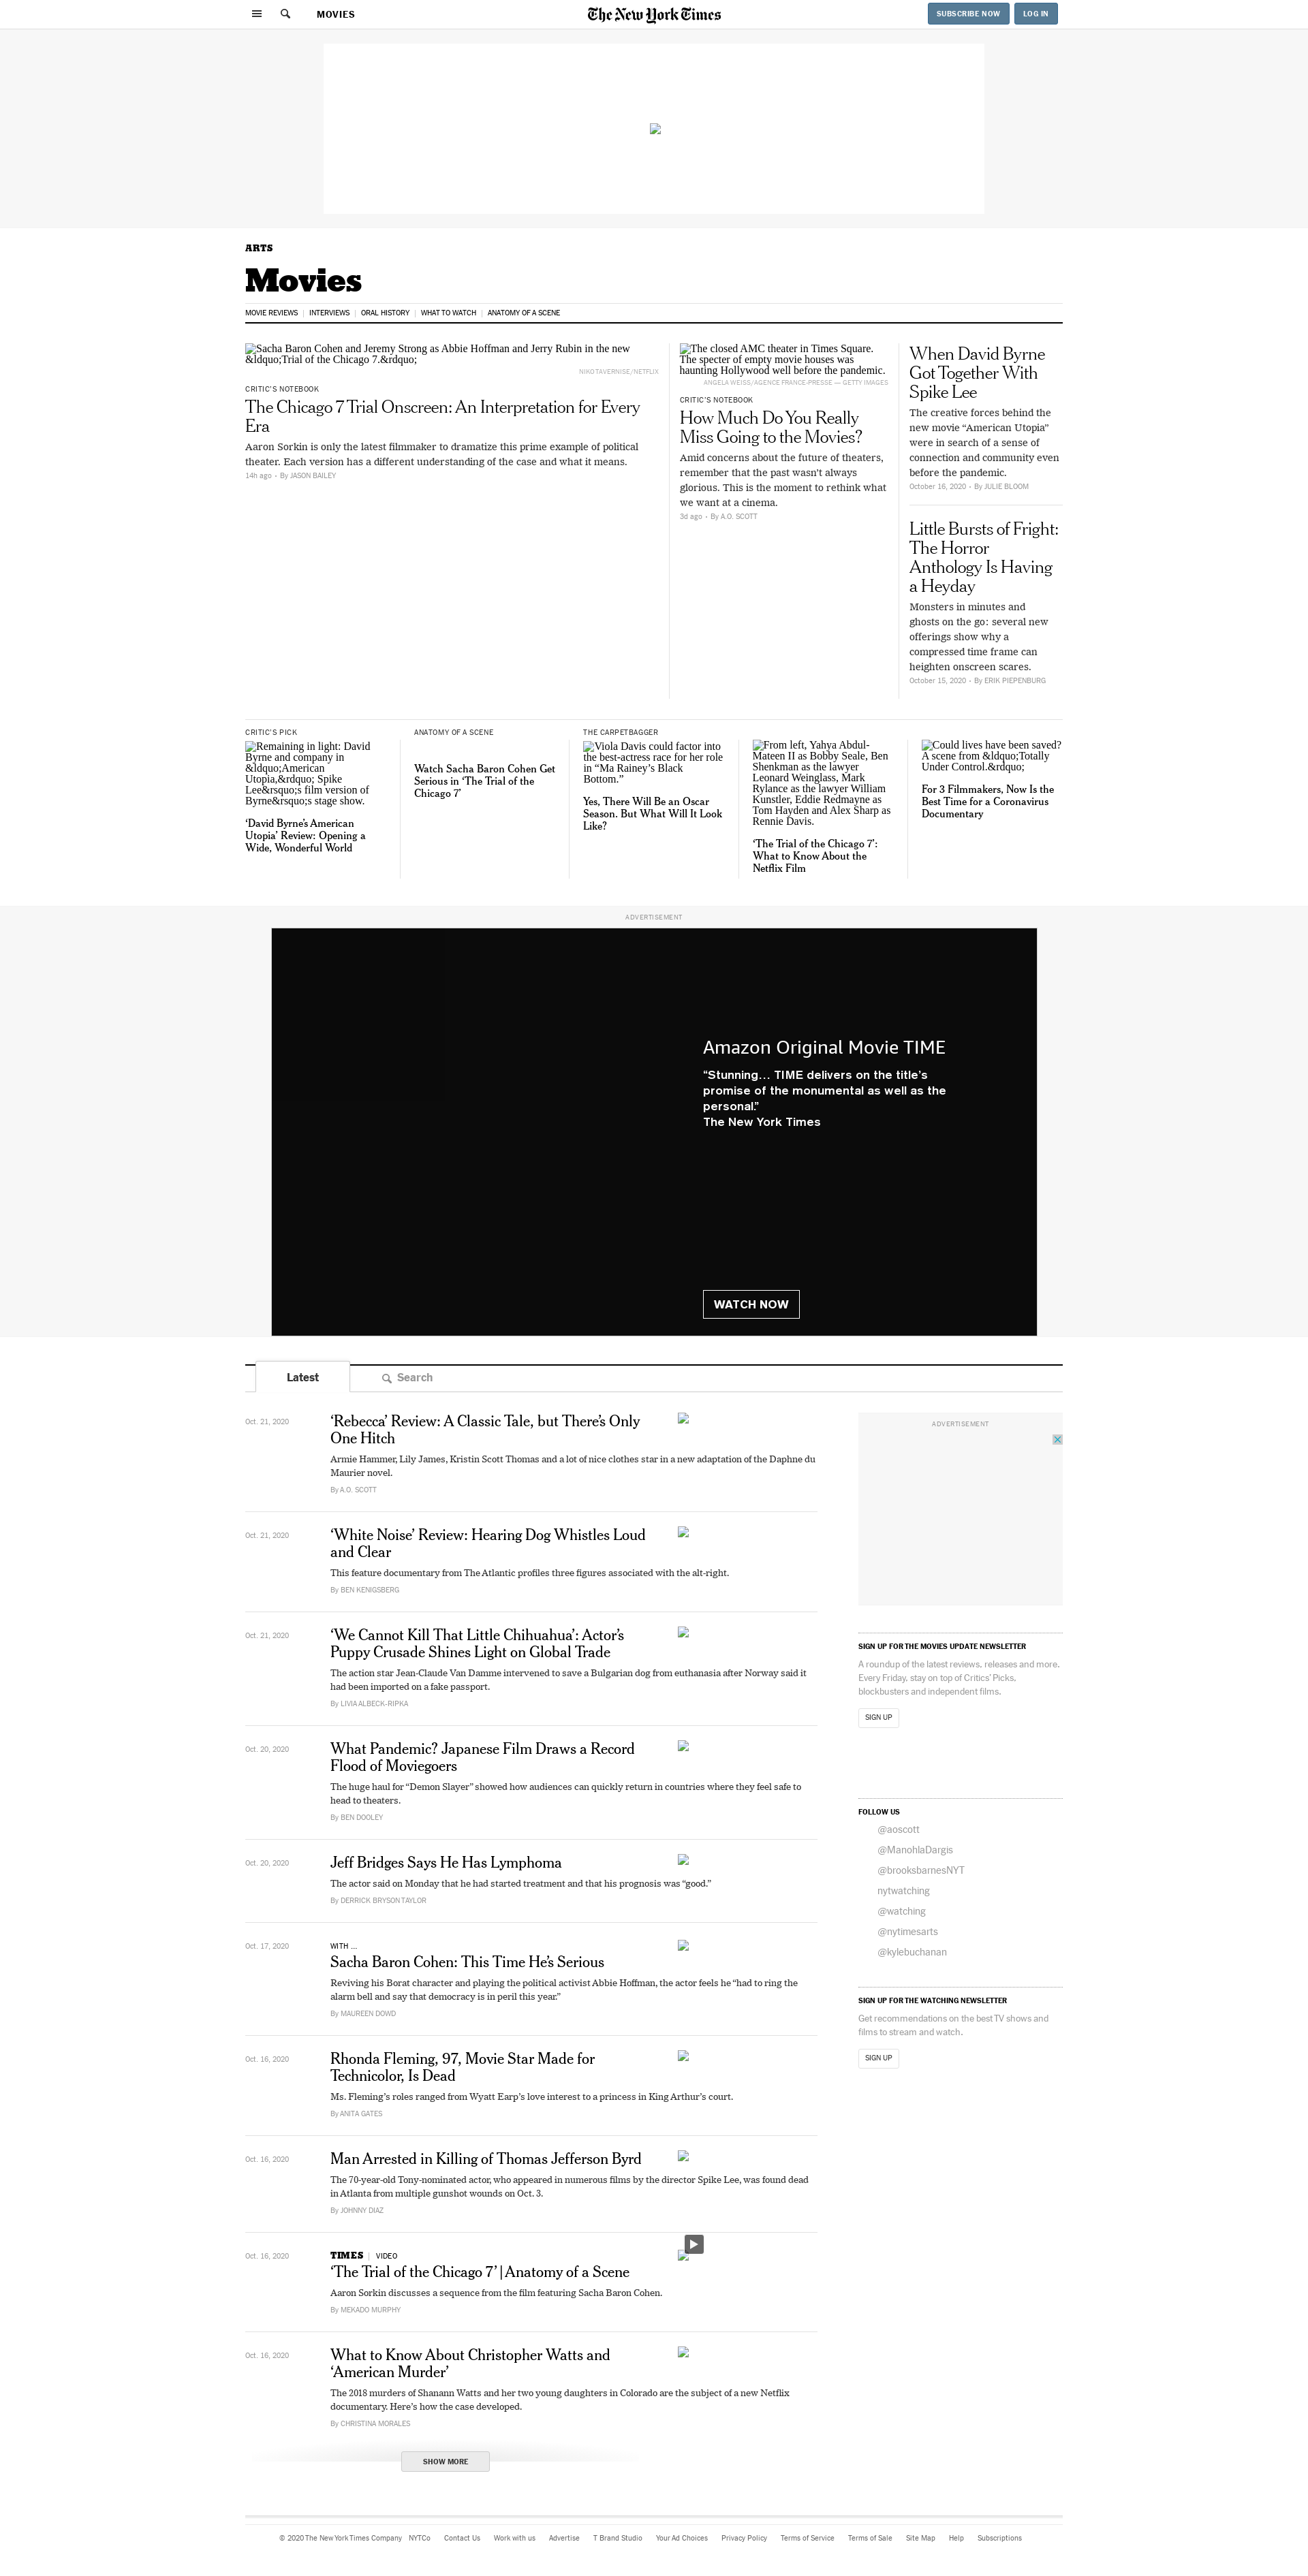 MOVIES
The New York Times
SUBSCRIBE NOW
LOG IN
ARTS
Movies
MOVIE REVIEWS | INTERVIEWS | ORAL HISTORY | WHAT TO WATCH | ANATOMY OF A SCENE
Sacha Baron Cohen and Jeremy Strong as Abbie Hoffman and Jerry Rubin in the new
&ldquo;Trial of the Chicago 7.&rdquo;
NIKO TAVERNISE/NETFLIX
CRITIC'S NOTEBOOK
The Chicago 7 Trial Onscreen: An Interpretation for Every
Era
Aaron Sorkin is only the latest filmmaker to dramatize this prime example of political
theater. Each version has a different understanding of the case and what it means.
14h ago • By JASON BAILEY
The closed AMC theater in Times Square.
The specter of empty movie houses was
haunting Hollywood well before the pandemic.
ANGELA WEISS/AGENCE FRANCE-PRESSE — GETTY IMAGES
CRITIC'S NOTEBOOK
How Much Do You Really
Miss Going to the Movies?
Amid concerns about the future of theaters,
remember that the past wasn't always
glorious. This is the moment to rethink what
we want at a cinema.
3d ago • By A.O. SCOTT
When David Byrne
Got Together With
Spike Lee
The creative forces behind the
new movie “American Utopia”
were in search of a sense of
connection and community even
before the pandemic.
October 16, 2020 • By JULIE BLOOM
Little Bursts of Fright:
The Horror
Anthology Is Having
a Heyday
Monsters in minutes and
ghosts on the go: several new
offerings show why a
compressed time frame can
heighten onscreen scares.
October 15, 2020 • By ERIK PIEPENBURG
CRITIC'S PICK
Remaining in light: David
Byrne and company in
&ldquo;American
Utopia,&rdquo; Spike
Lee&rsquo;s film version of
Byrne&rsquo;s stage show.
‘David Byrne’s American
Utopia’ Review: Opening a
Wide, Wonderful World
ANATOMY OF A SCENE
Watch Sacha Baron Cohen Get
Serious in ‘The Trial of the
Chicago 7’
THE CARPETBAGGER
Viola Davis could factor into
the best-actress race for her role
in “Ma Rainey’s Black
Bottom.”
Yes, There Will Be an Oscar
Season. But What Will It Look
Like?
From left, Yahya Abdul-
Mateen II as Bobby Seale, Ben
Shenkman as the lawyer
Leonard Weinglass, Mark
Rylance as the lawyer William
Kunstler, Eddie Redmayne as
Tom Hayden and Alex Sharp as
Rennie Davis.
‘The Trial of the Chicago 7’:
What to Know About the
Netflix Film
Could lives have been saved?
A scene from &ldquo;Totally
Under Control.&rdquo;
For 3 Filmmakers, Now Is the
Best Time for a Coronavirus
Documentary
ADVERTISEMENT
Amazon Original Movie TIME
“Stunning… TIME delivers on the title’s
promise of the monumental as well as the
personal.”
The New York Times
WATCH NOW
Latest
Search
Oct. 21, 2020
‘Rebecca’ Review: A Classic Tale, but There’s Only
One Hitch
Armie Hammer, Lily James, Kristin Scott Thomas and a lot of nice clothes star in a new adaptation of the Daphne du
Maurier novel.
By A.O. SCOTT
Oct. 21, 2020
‘White Noise’ Review: Hearing Dog Whistles Loud
and Clear
This feature documentary from The Atlantic profiles three figures associated with the alt-right.
By BEN KENIGSBERG
Oct. 21, 2020
‘We Cannot Kill That Little Chihuahua’: Actor’s
Puppy Crusade Shines Light on Global Trade
The action star Jean-Claude Van Damme intervened to save a Bulgarian dog from euthanasia after Norway said it
had been imported on a fake passport.
By LIVIA ALBECK-RIPKA
Oct. 20, 2020
What Pandemic? Japanese Film Draws a Record
Flood of Moviegoers
The huge haul for “Demon Slayer” showed how audiences can quickly return in countries where they feel safe to
head to theaters.
By BEN DOOLEY
Oct. 20, 2020
Jeff Bridges Says He Has Lymphoma
The actor said on Monday that he had started treatment and that his prognosis was “good.”
By DERRICK BRYSON TAYLOR
Oct. 17, 2020
WITH ...
Sacha Baron Cohen: This Time He’s Serious
Reviving his Borat character and playing the political activist Abbie Hoffman, the actor feels he “had to ring the
alarm bell and say that democracy is in peril this year.”
By MAUREEN DOWD
Oct. 16, 2020
Rhonda Fleming, 97, Movie Star Made for
Technicolor, Is Dead
Ms. Fleming’s roles ranged from Wyatt Earp’s love interest to a princess in King Arthur’s court.
By ANITA GATES
Oct. 16, 2020
Man Arrested in Killing of Thomas Jefferson Byrd
The 70-year-old Tony-nominated actor, who appeared in numerous films by the director Spike Lee, was found dead
in Atlanta from multiple gunshot wounds on Oct. 3.
By JOHNNY DIAZ
Oct. 16, 2020
TIMES | VIDEO
‘The Trial of the Chicago 7’ | Anatomy of a Scene
Aaron Sorkin discusses a sequence from the film featuring Sacha Baron Cohen.
By MEKADO MURPHY
Oct. 16, 2020
What to Know About Christopher Watts and
‘American Murder’
The 2018 murders of Shanann Watts and her two young daughters in Colorado are the subject of a new Netflix
documentary. Here’s how the case developed.
By CHRISTINA MORALES
SHOW MORE
ADVERTISEMENT
SIGN UP FOR THE MOVIES UPDATE NEWSLETTER
A roundup of the latest reviews, releases and more.
Every Friday, stay on top of Critics’ Picks,
blockbusters and independent films.
SIGN UP
FOLLOW US
@aoscott
@ManohlaDargis
@brooksbarnesNYT
nytwatching
@watching
@nytimesarts
@kylebuchanan
SIGN UP FOR THE WATCHING NEWSLETTER
Get recommendations on the best TV shows and
films to stream and watch.
SIGN UP
© 2020 The New York Times Company NYTCo Contact Us Work with us Advertise T Brand Studio Your Ad Choices Privacy Policy Terms of Service Terms of Sale Site Map Help Subscriptions